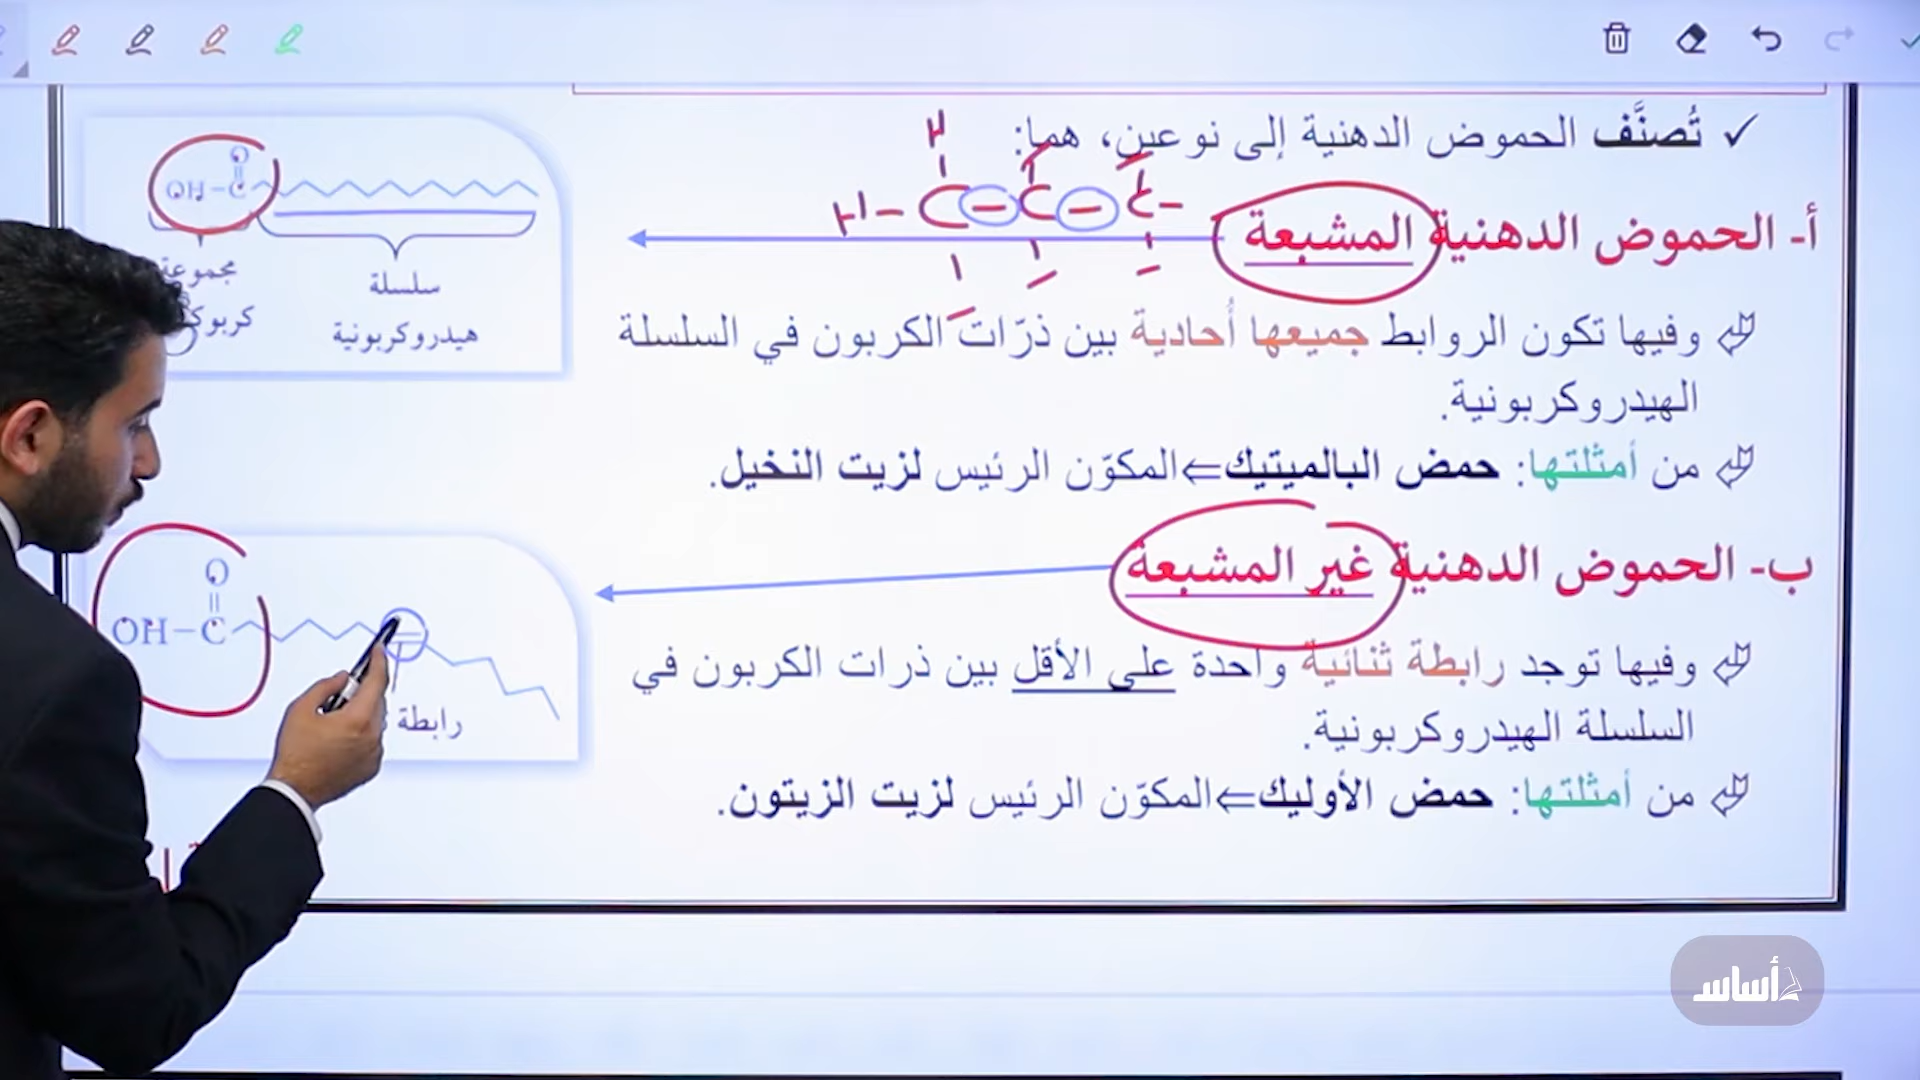 ✓ تُصنَّف الحموض الدهنية إلى نوعين، هما:
أ- الحموض الدهنية المشبعة
وفيها تكون الروابط جميعها أُحادية بين ذرّات الكربون في السلسلة
الهيدروكربونية.
من أمثلتها: حمض البالميتيك⇐المكوّن الرئيس لزيت النخيل.
ب- الحموض الدهنية غير المشبعة
وفيها توجد رابطة ثنائية واحدة على الأقل بين ذرات الكربون في
السلسلة الهيدروكربونية.
من أمثلتها: حمض الأوليك⇐المكوّن الرئيس لزيت الزيتون.
H – C – C – C –
H
O
OH – C
سلسلة
هيدروكربونية
مجموعة
O
OH – C
رابطة
أساس